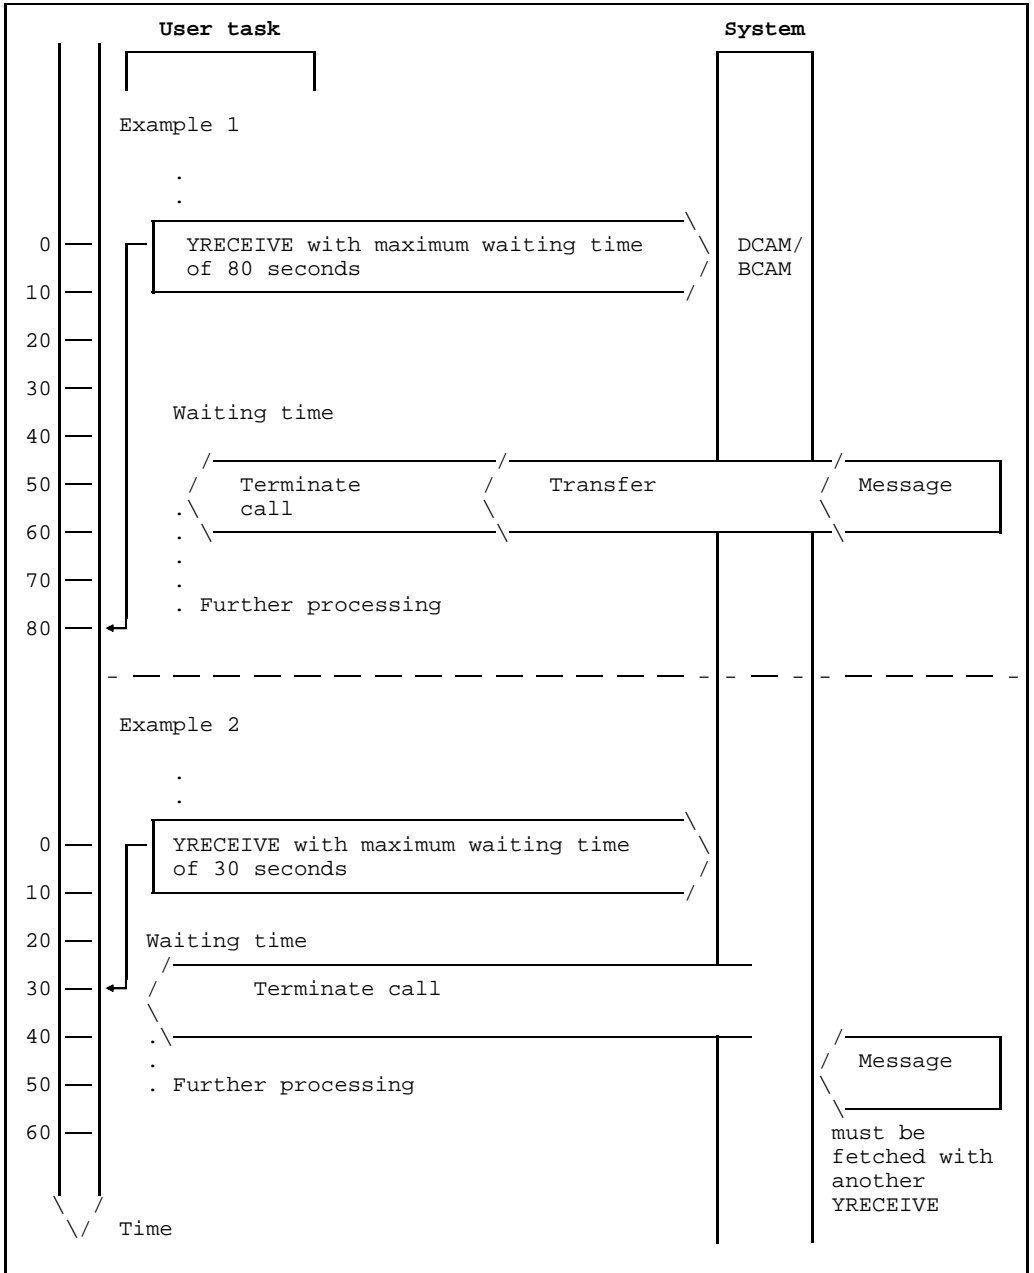 User task System
Example 1
.
.
0 YRECEIVE with maximum waiting time DCAM/
of 80 seconds BCAM
10
20
30
Waiting time
40
50 Terminate Transfer Message
. call
60 .
.
70 .
. Further processing
80
Example 2
.
.
0 YRECEIVE with maximum waiting time
of 30 seconds
10
20 Waiting time
30 Terminate call
40 .
. Message
50 . Further processing
60 must be
fetched with
another
YRECEIVE
Time